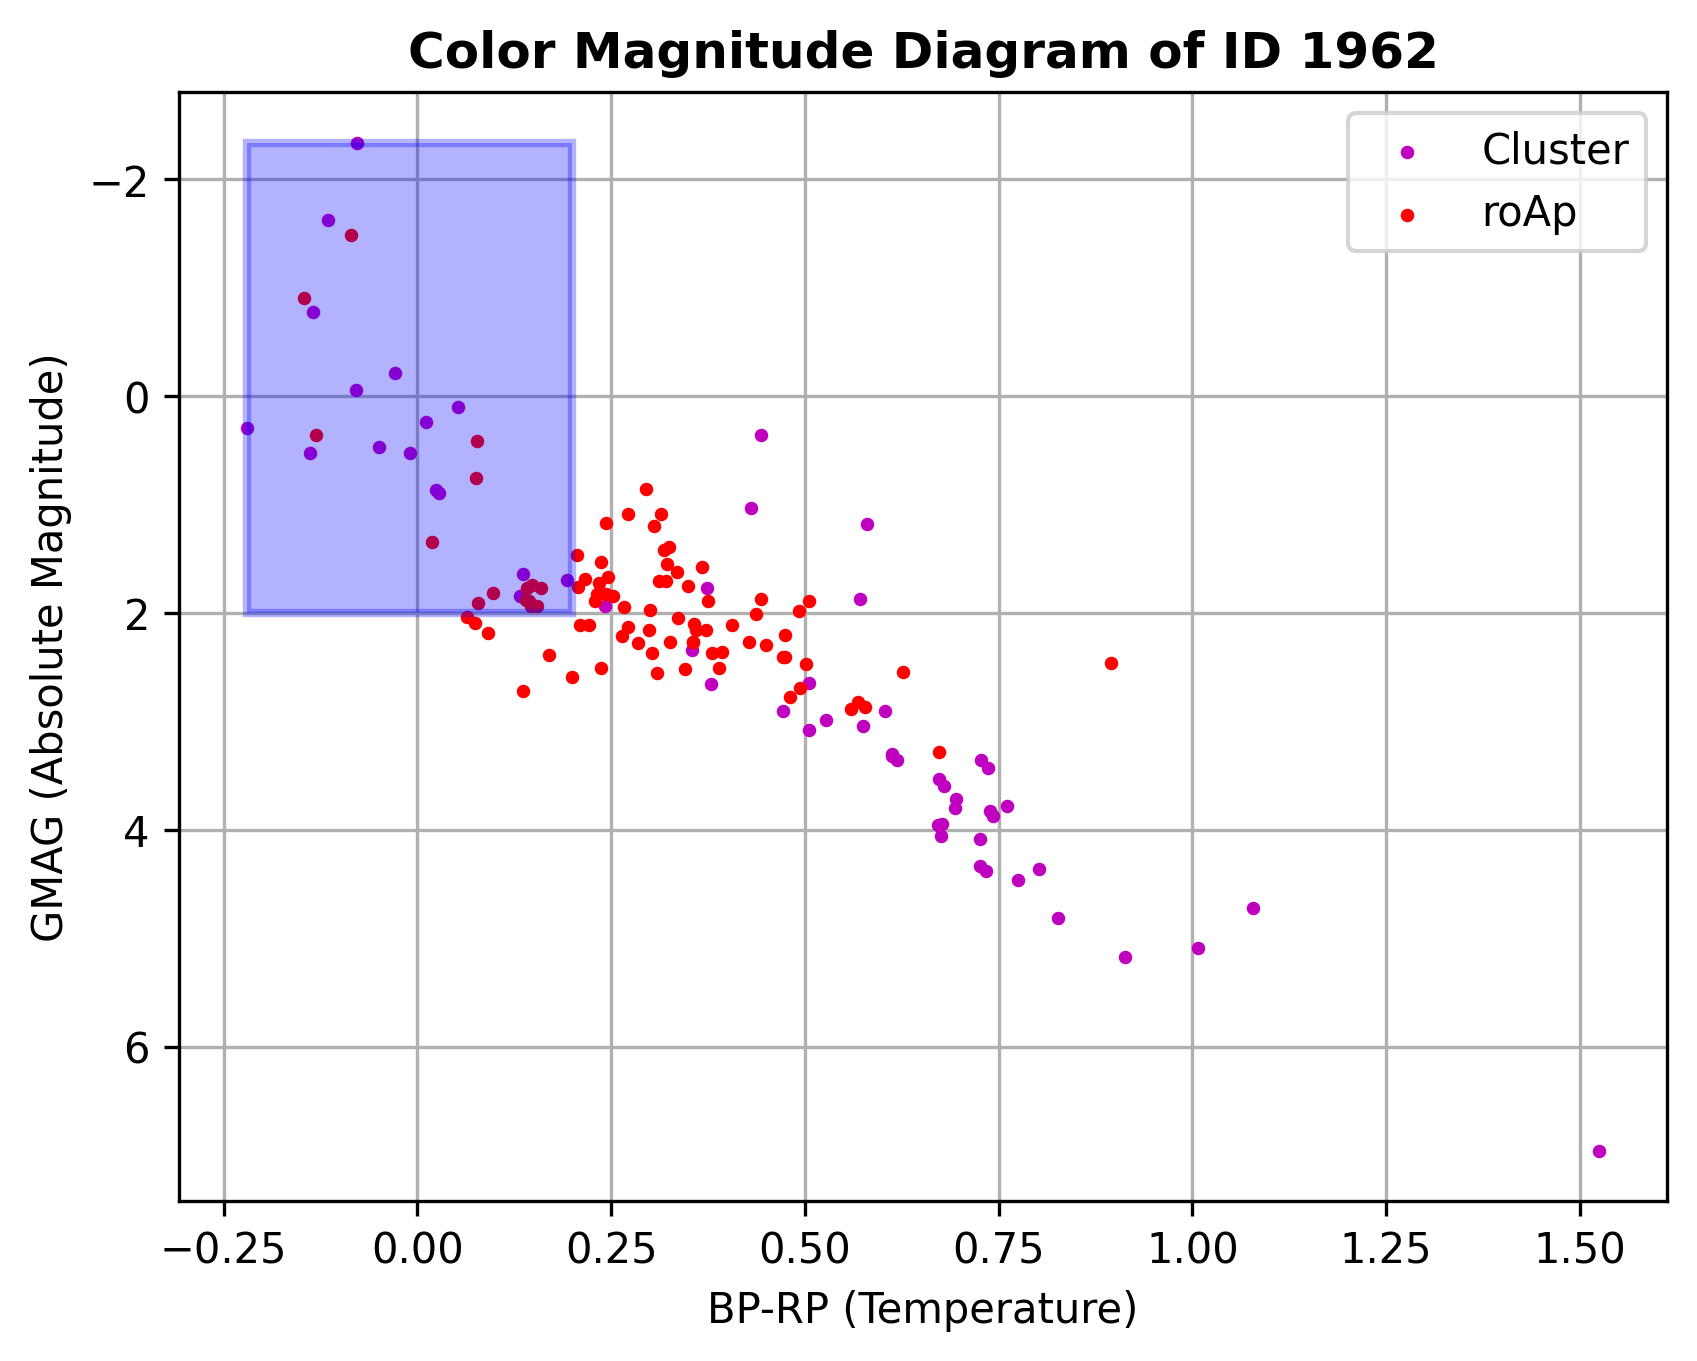 Color Magnitude Diagram of ID 1962
Cluster
roAp
GMAG (Absolute Magnitude)
−2
0
2
4
6
−0.25 0.00 0.25 0.50 0.75 1.00 1.25 1.50
BP-RP (Temperature)